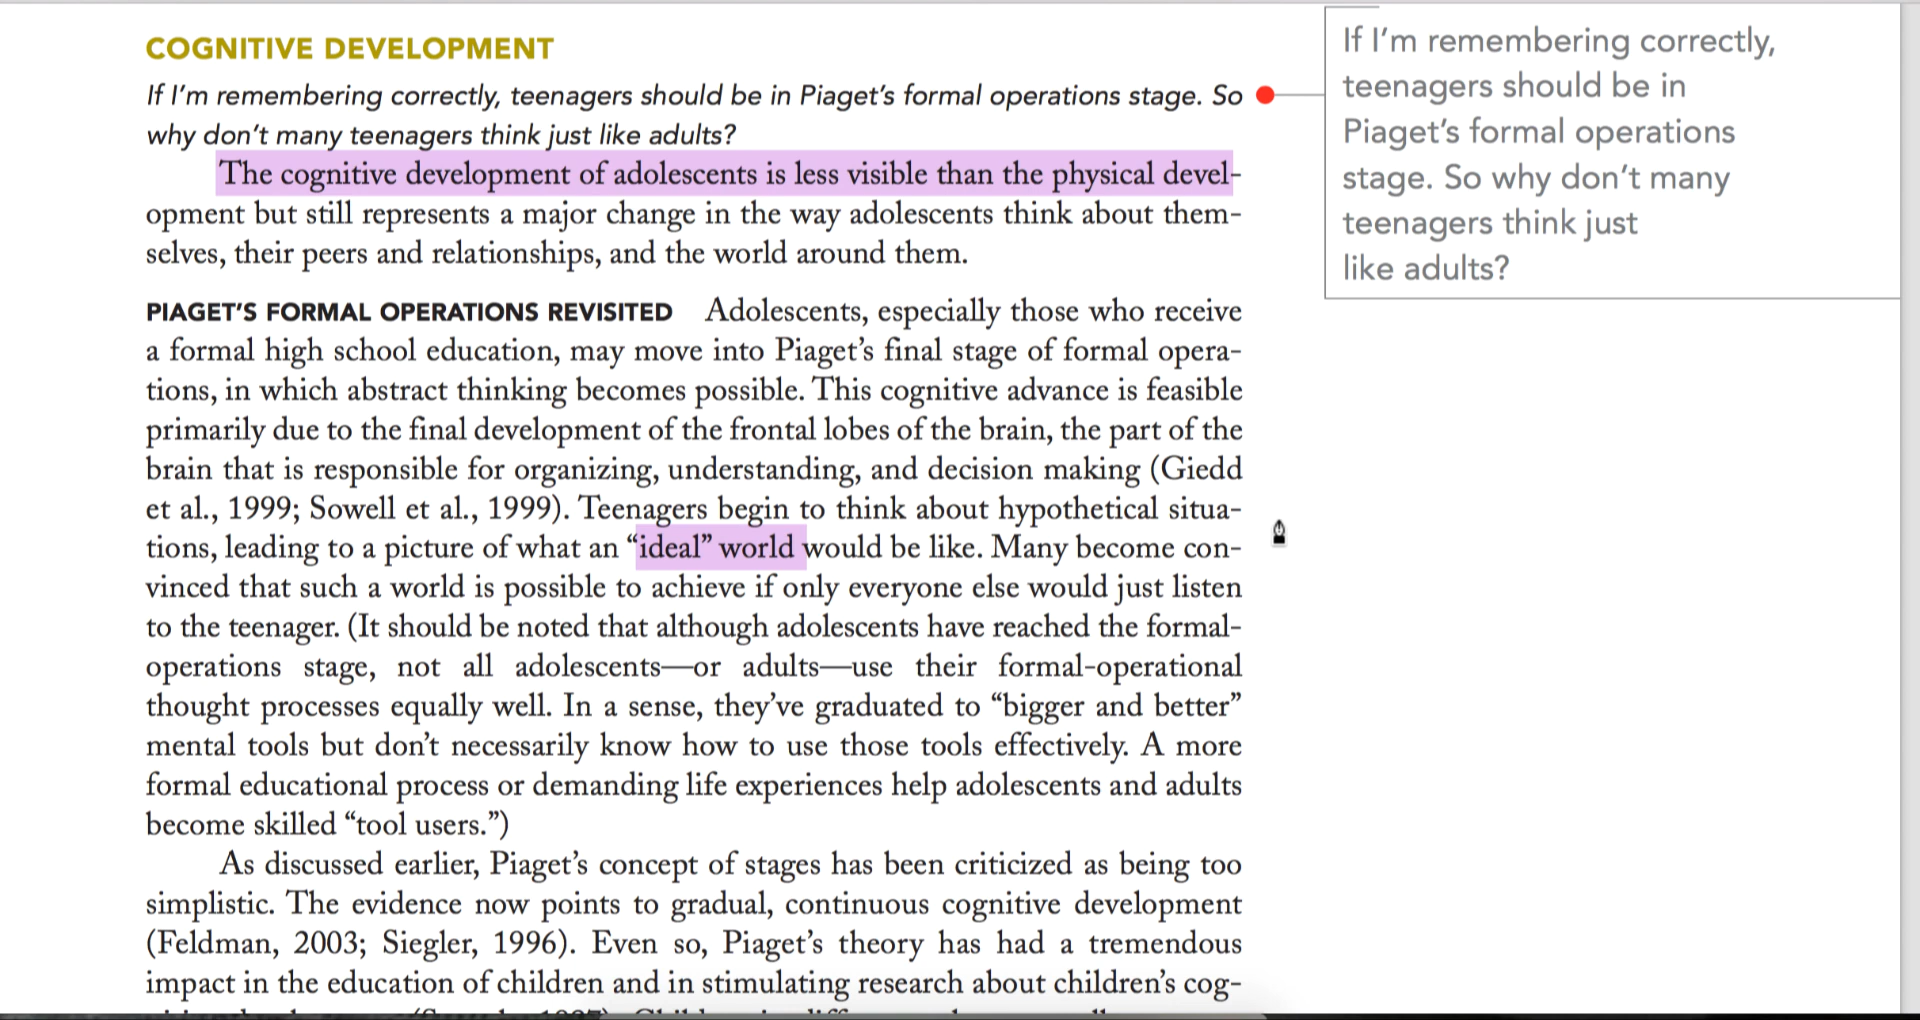 COGNITIVE DEVELOPMENT
If I'm remembering correctly, teenagers should be in Piaget's formal operations stage. So
why don't many teenagers think just like adults?
The cognitive development of adolescents is less visible than the physical devel-
opment but still represents a major change in the way adolescents think about them-
selves, their peers and relationships, and the world around them.
PIAGET'S FORMAL OPERATIONS REVISITED Adolescents, especially those who receive
a formal high school education, may move into Piaget's final stage of formal opera-
tions, in which abstract thinking becomes possible. This cognitive advance is feasible
primarily due to the final development of the frontal lobes of the brain, the part of the
brain that is responsible for organizing, understanding, and decision making (Giedd
et al., 1999; Sowell et al., 1999). Teenagers begin to think about hypothetical situa-
tions, leading to a picture of what an “ideal” world would be like. Many become con-
vinced that such a world is possible to achieve if only everyone else would just listen
to the teenager. (It should be noted that although adolescents have reached the formal-
operations stage, not all adolescents—or adults—use their formal-operational
thought processes equally well. In a sense, they've graduated to “bigger and better”
mental tools but don't necessarily know how to use those tools effectively. A more
formal educational process or demanding life experiences help adolescents and adults
become skilled “tool users.”)
As discussed earlier, Piaget's concept of stages has been criticized as being too
simplistic. The evidence now points to gradual, continuous cognitive development
(Feldman, 2003; Siegler, 1996). Even so, Piaget's theory has had a tremendous
impact in the education of children and in stimulating research about children's cog-
If I'm remembering correctly,
teenagers should be in
Piaget's formal operations
stage. So why don't many
teenagers think just
like adults?